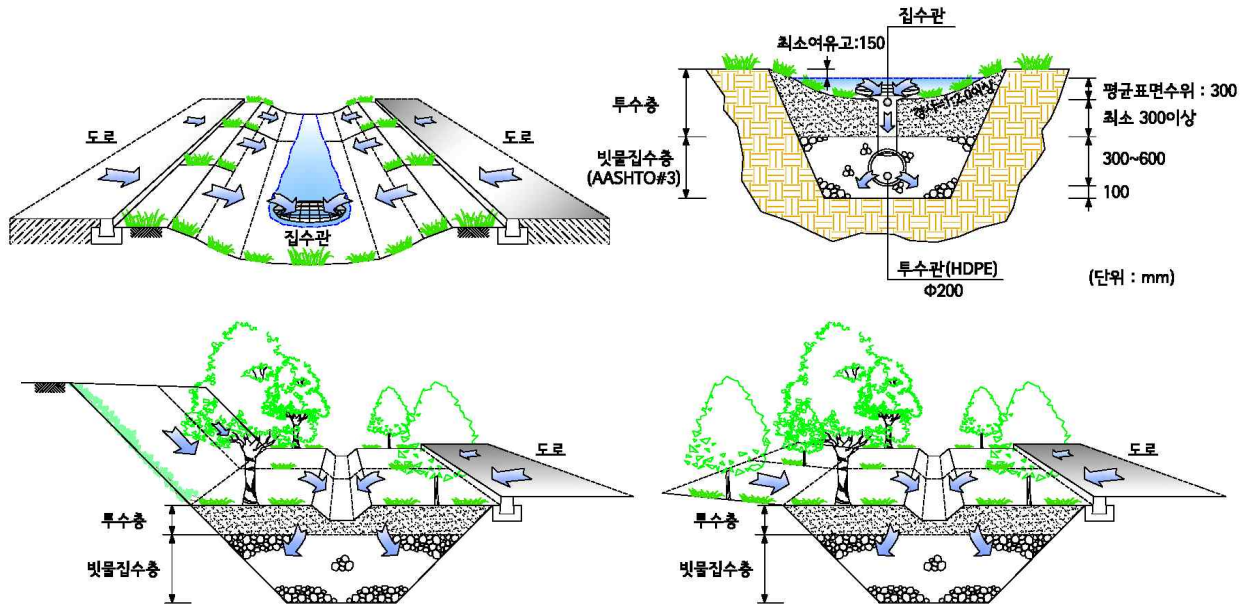 도로
도로
집수관
집수관
최소여유고:150
투수층
빗물집수층
(AASHTO#3)
평균표면수위 : 300
최소 300이상
300~600
100
투수관(HDPE)
Φ200
(단위 : mm)
도로
투수층
빗물집수층
도로
투수층
빗물집수층